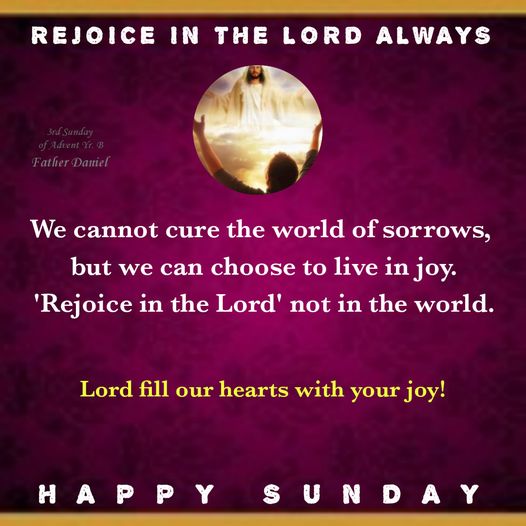 REJOICE IN THE LORD ALWAYS
3rd Sunday
of Advent Yr. B
Father Daniel
We cannot cure the world of sorrows,
but we can choose to live in joy.
'Rejoice in the Lord' not in the world.
Lord fill our hearts with your joy!
HAPPY SUNDAY